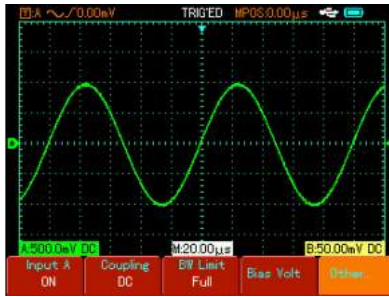 T:A 0.00mV TRIG'ED MPOS:0.00μs
D
A:500.0mV DC M:20.00μs B:50.00mV DC
Input A Coupling BW Limit Bias Volt Other...
ON DC Full